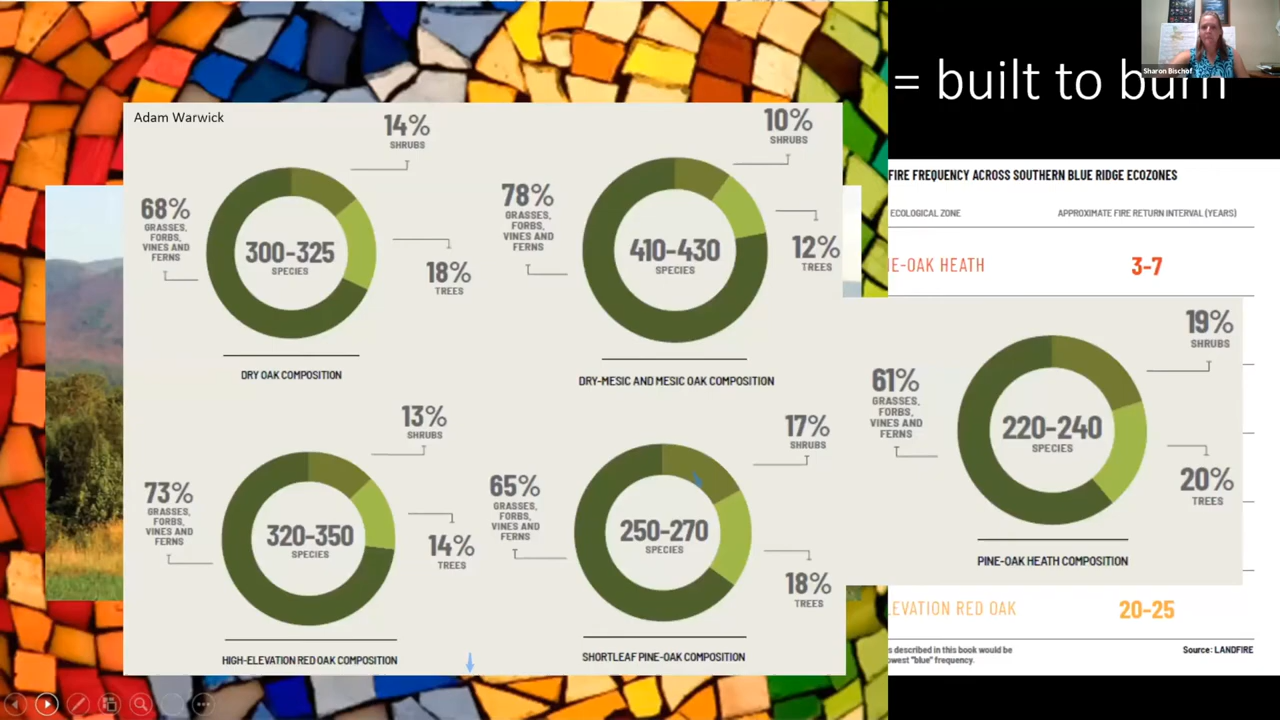 = built to burn
Sharon Bischof
Adam Warwick
14%
SHRUBS
68%
GRASSES,
FORBS,
VINES AND
FERNS
300-325
SPECIES
18%
TREES
DRY OAK COMPOSITION
10%
SHRUBS
78%
GRASSES,
FORBS,
VINES AND
FERNS
410-430
SPECIES
12%
TREES
DRY-MESIC AND MESIC OAK COMPOSITION
13%
SHRUBS
73%
GRASSES,
FORBS,
VINES AND
FERNS
320-350
SPECIES
14%
TREES
HIGH-ELEVATION RED OAK COMPOSITION
17%
SHRUBS
65%
GRASSES,
FORBS,
VINES AND
FERNS
250-270
SPECIES
18%
TREES
SHORTLEAF PINE-OAK COMPOSITION
FIRE FREQUENCY ACROSS SOUTHERN BLUE RIDGE ECOZONES
ECOLOGICAL ZONE APPROXIMATE FIRE RETURN INTERVAL (YEARS)
E-OAK HEATH 3-7
19%
SHRUBS
61%
GRASSES,
FORBS,
VINES AND
FERNS
220-240
SPECIES
20%
TREES
PINE-OAK HEATH COMPOSITION
EVATION RED OAK 20-25
s described in this book would be
owest "blue" frequency.
Source: LANDFIRE